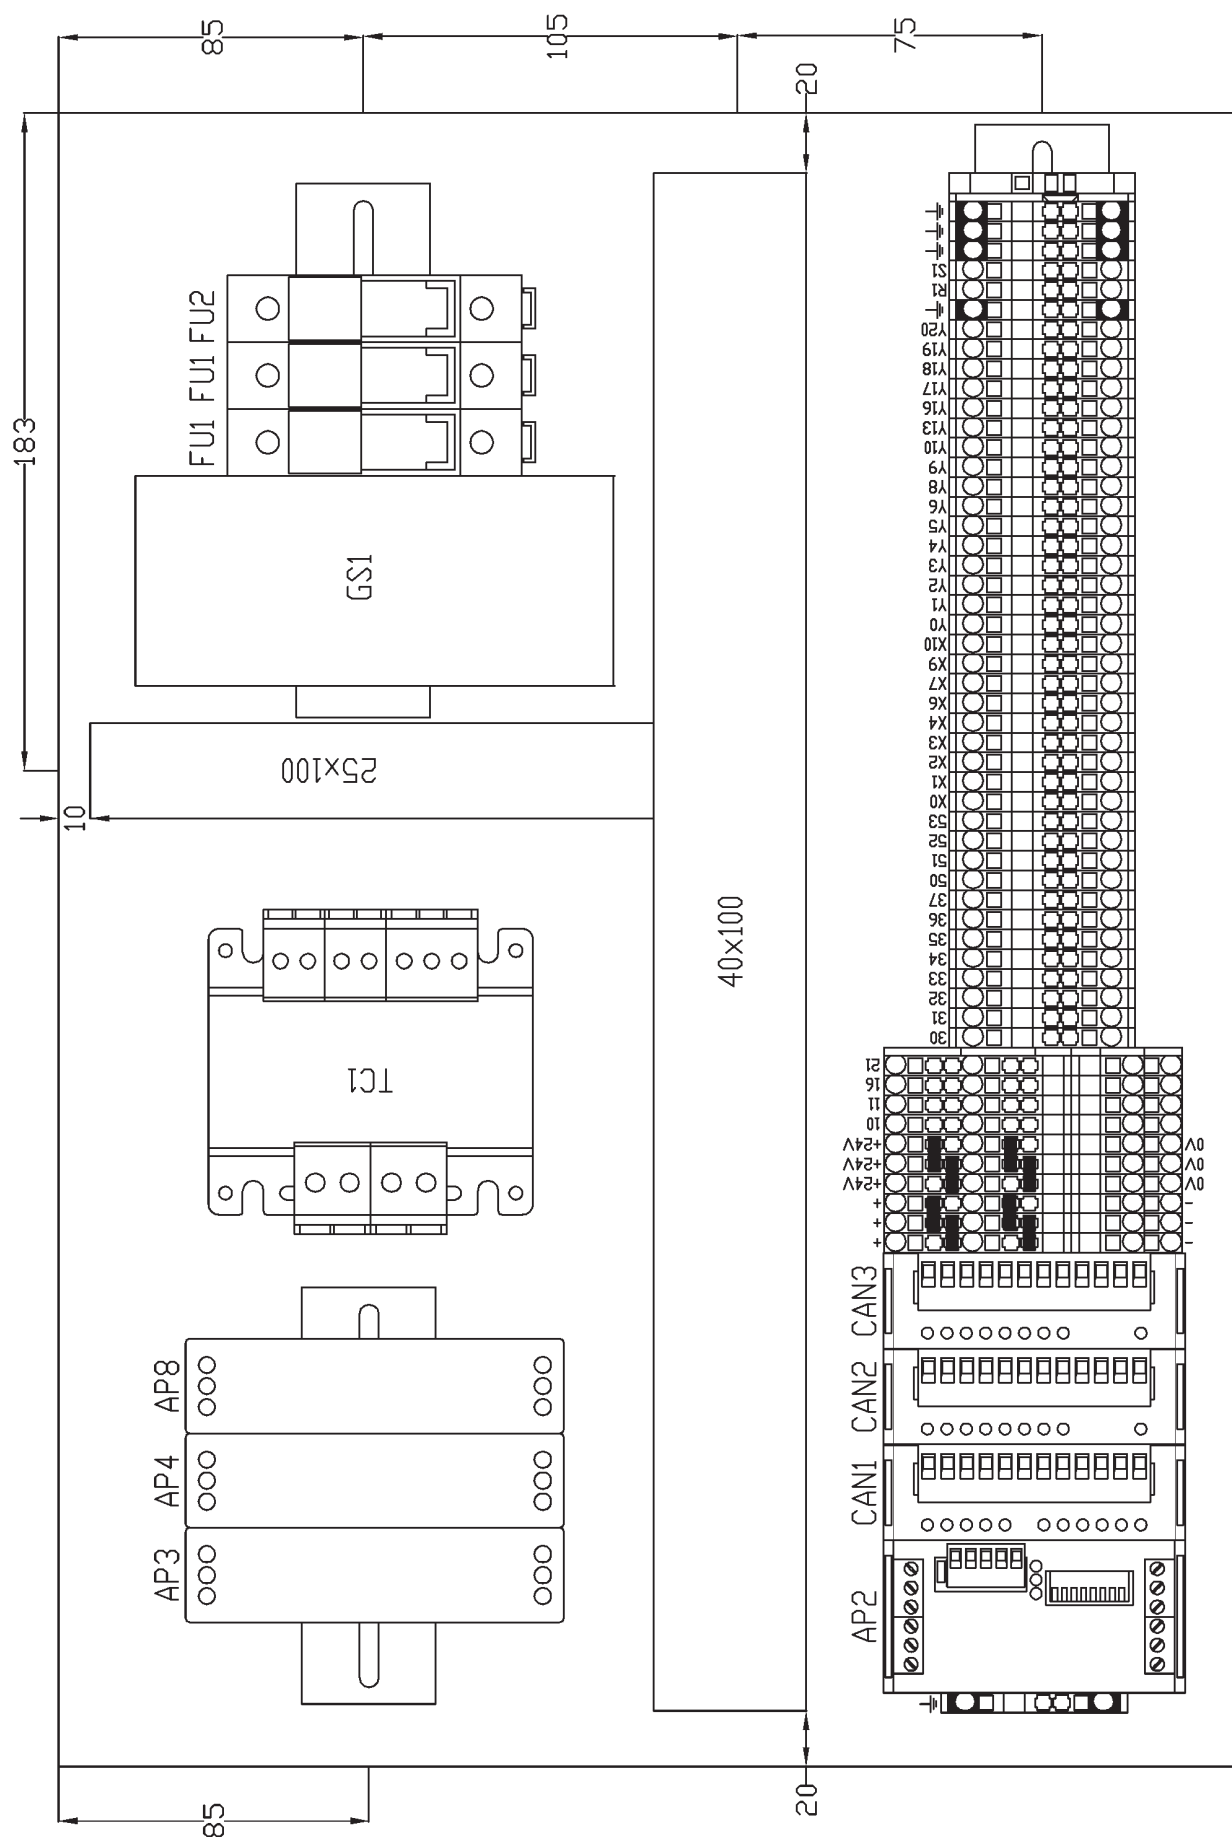 85
105
75
20
183
FU1 FU1 FU2
GS1
25x100
10
40x100
TC1
AP8
AP4
AP3
S1
R1
Y20
Y19
Y18
Y17
Y16
Y13
Y10
Y9
Y8
Y6
Y5
Y4
Y3
Y2
Y1
Y0
X10
X9
X7
X6
X4
X3
X2
X1
X0
53
52
51
50
37
36
35
34
33
32
31
30
21
16
11
10
+24V 0V
+24V 0V
+24V 0V
+ -
+ -
+ -
CAN3
CAN2
CAN1
AP2
85
20